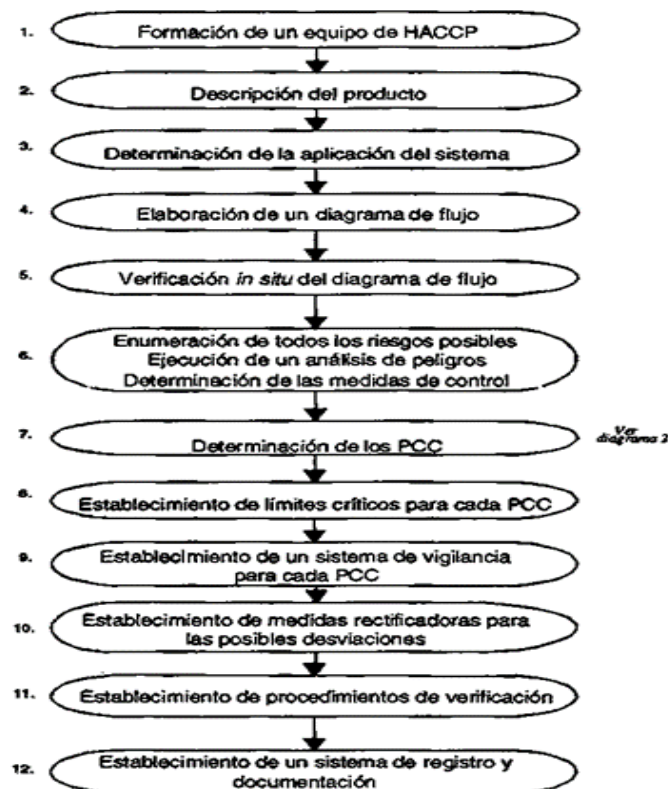 1. Formación de un equipo de HACCP
2. Descripción del producto
3. Determinación de la aplicación del sistema
4. Elaboración de un diagrama de flujo
5. Verificación in situ del diagrama de flujo
Enumeración de todos los riesgos posibles
6. Ejecución de un análisis de peligros
Determinación de las medidas de control
7. Determinación de los PCC
Ver
diagrama 2
8. Establecimiento de límites críticos para cada PCC
9. Establecimiento de un sistema de vigilancia
para cada PCC
10. Establecimiento de medidas rectificadoras para
las posibles desviaciones
11. Establecimiento de procedimientos de verificación
12. Establecimiento de un sistema de registro y
documentación